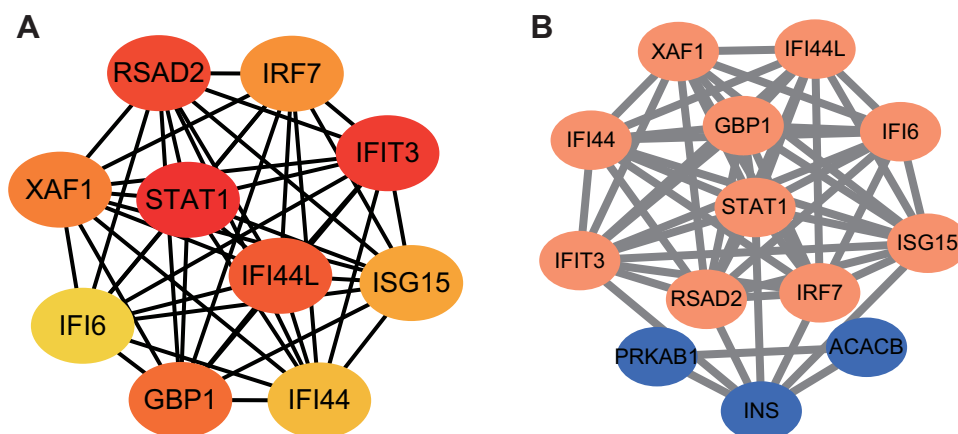 A
RSAD2
IRF7
IFIT3
XAF1
STAT1
IFI44L
ISG15
IFI6
GBP1
IFI44
B
XAF1
IFI44L
GBP1
IFI6
IFI44
STAT1
ISG15
IFIT3
RSAD2
IRF7
PRKAB1
ACACB
INS